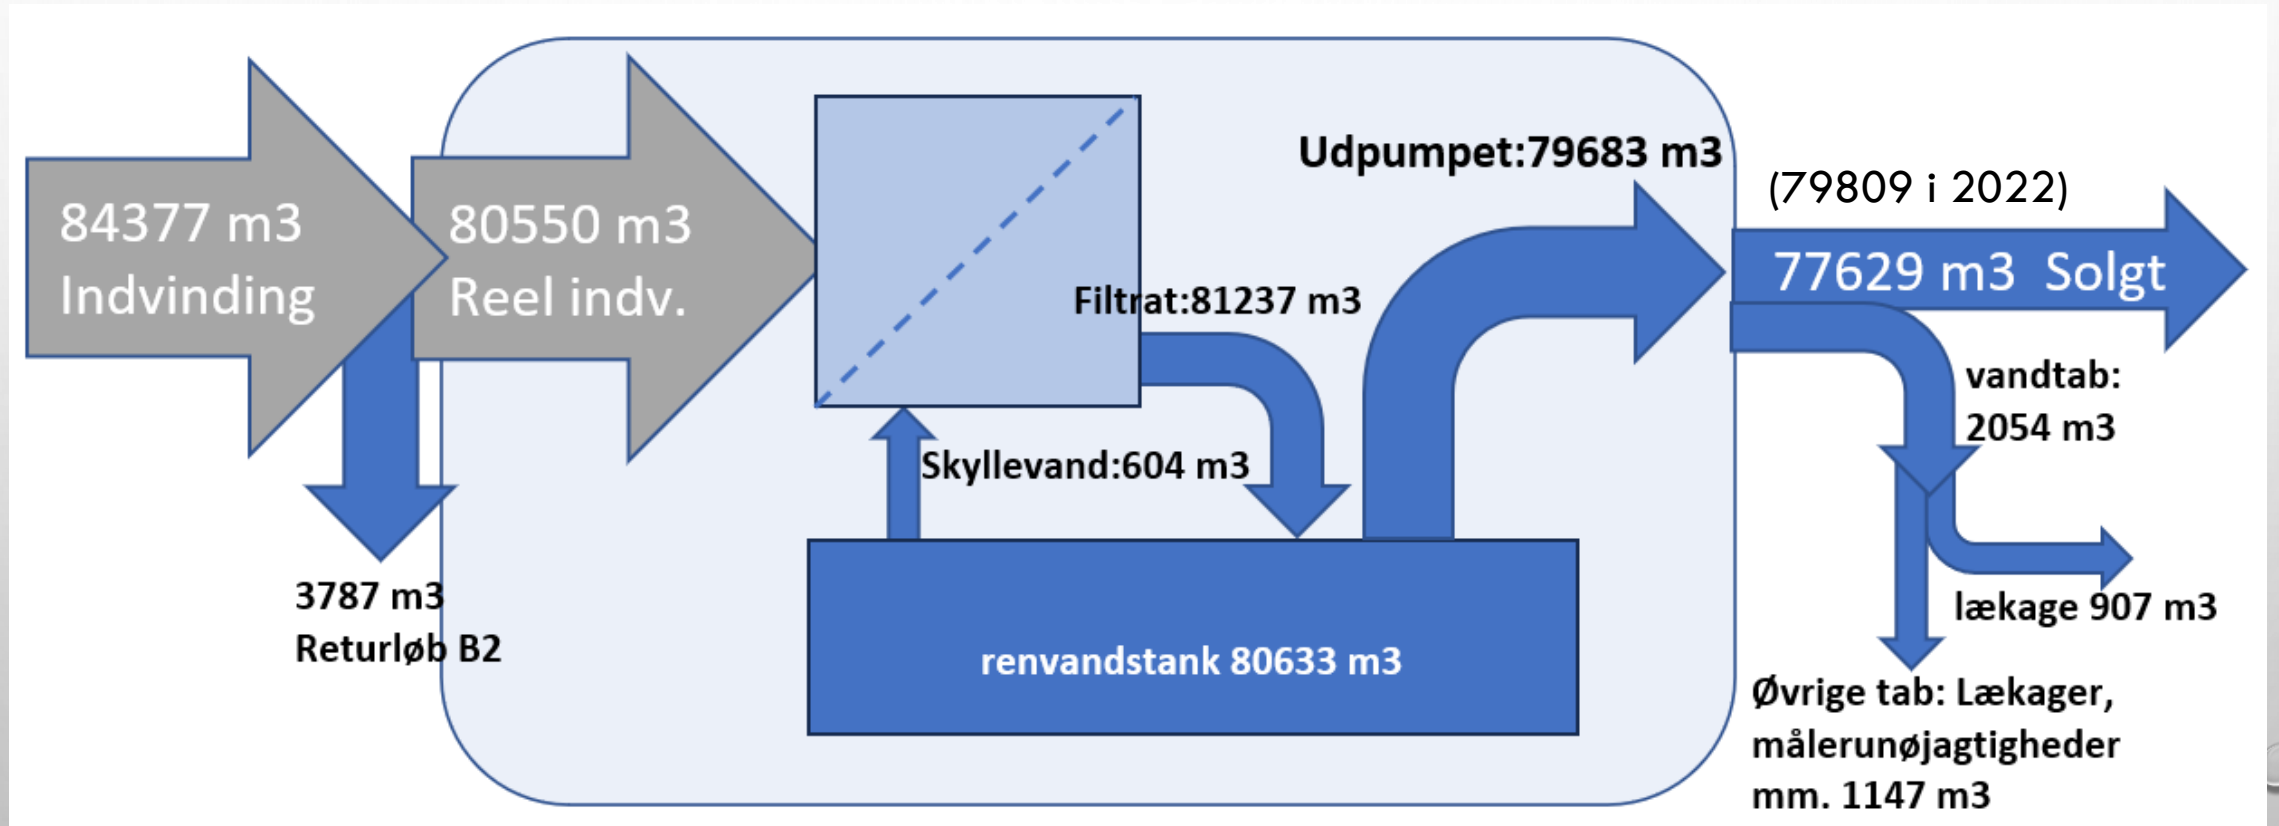 84377 m3
Indvinding
80550 m3
Reel indv.
3787 m3
Returløb B2
Filtrat:81237 m3
Skyllevand:604 m3
renvandstank 80633 m3
Udpumpet:79683 m3
(79809 i 2022)
77629 m3  Solgt
vandtab:
2054 m3
lækage 907 m3
Øvrige tab: Lækager,
målerunøjagtigheder
mm. 1147 m3